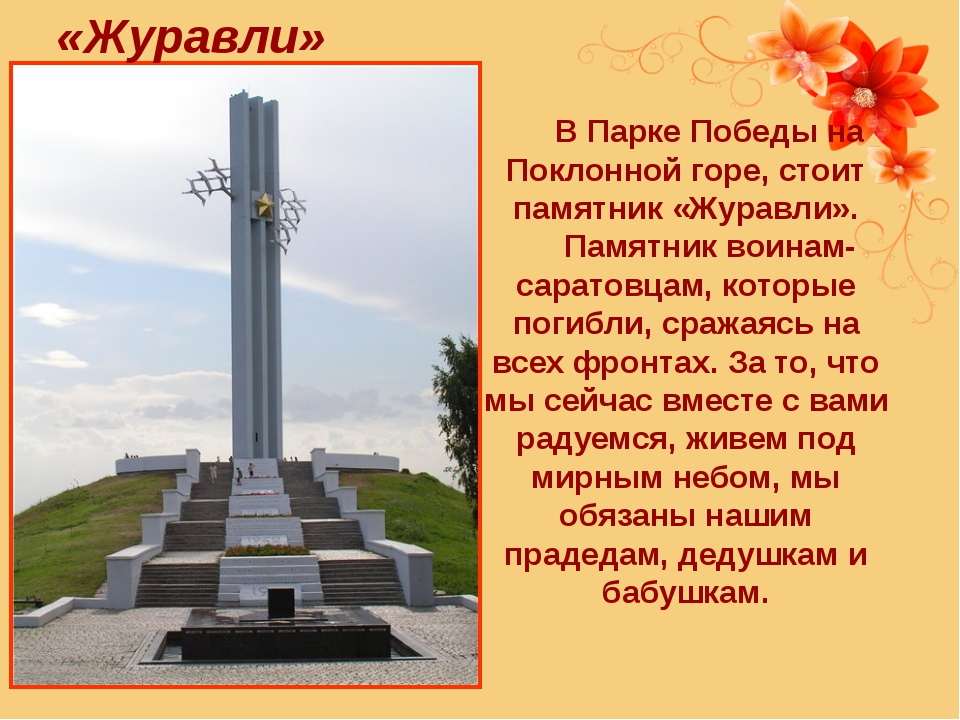 «Журавли»
В Парке Победы на
Поклонной горе, стоит
памятник «Журавли».
Памятник воинам-
саратовцам, которые
погибли, сражаясь на
всех фронтах. За то, что
мы сейчас вместе с вами
радуемся, живем под
мирным небом, мы
обязаны нашим
прадедам, дедушкам и
бабушкам.